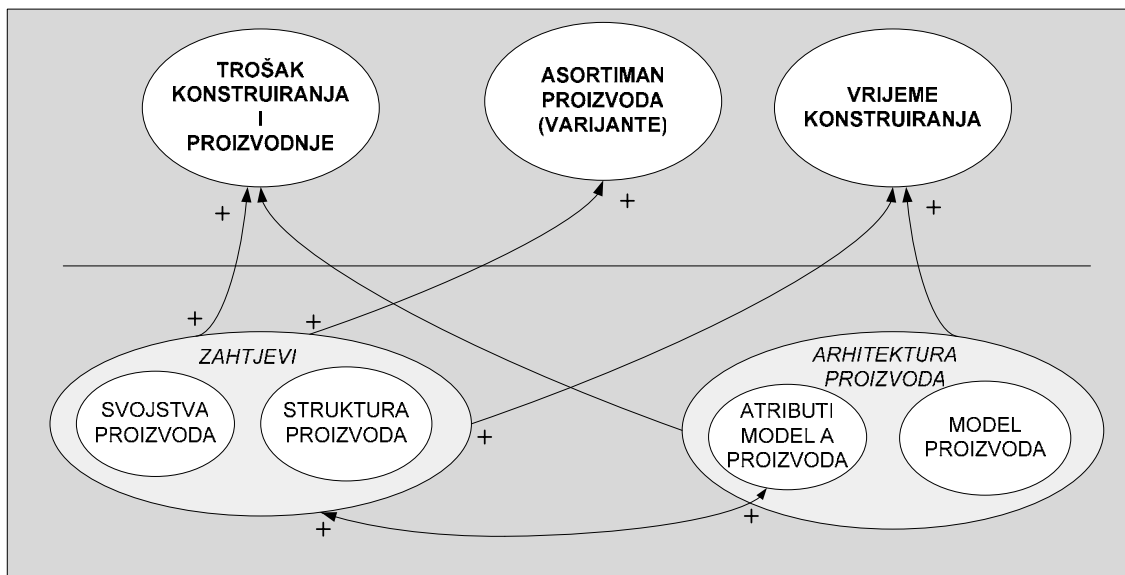 TROŠAK
KONSTRUIRANJA
I
PROIZVODNJE
ASORTIMAN
PROIZVODA
(VARIJANTE)
VRIJEME
KONSTRUIRANJA
+
+
+
+
+
ZAHTJEVI
SVOJSTVA
PROIZVODA
STRUKTURA
PROIZVODA
+
ARHITEKTURA
PROIZVODA
ATRIBUTI
MODEL A
PROIZVODA
MODEL
PROIZVODA
+
+